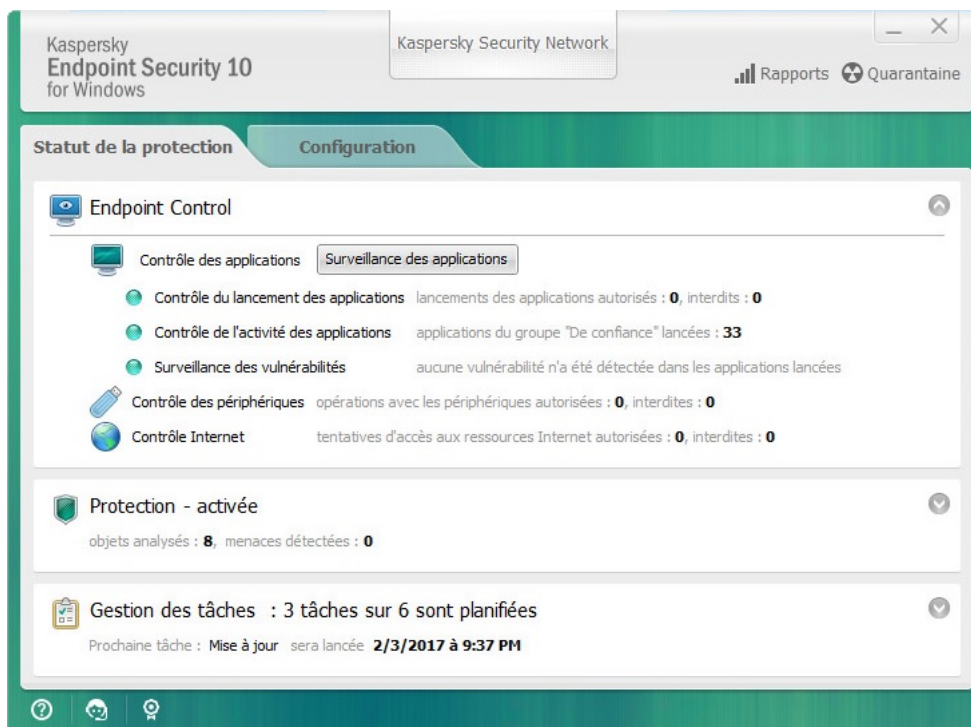 Kaspersky
Endpoint Security 10
for Windows
Kaspersky Security Network
Rapports Quarantaine
Statut de la protection Configuration
Endpoint Control
Contrôle des applications Surveillance des applications
Contrôle du lancement des applications lancements des applications autorisés : 0, interdits : 0
Contrôle de l'activité des applications applications du groupe "De confiance" lancées : 33
Surveillance des vulnérabilités aucune vulnérabilité n'a été détectée dans les applications lancées
Contrôle des périphériques opérations avec les périphériques autorisées : 0, interdites : 0
Contrôle Internet tentatives d'accès aux ressources Internet autorisées : 0, interdites : 0
Protection - activée
objets analysés : 8, menaces détectées : 0
Gestion des tâches : 3 tâches sur 6 sont planifiées
Prochaine tâche : Mise à jour sera lancée 2/3/2017 à 9:37 PM